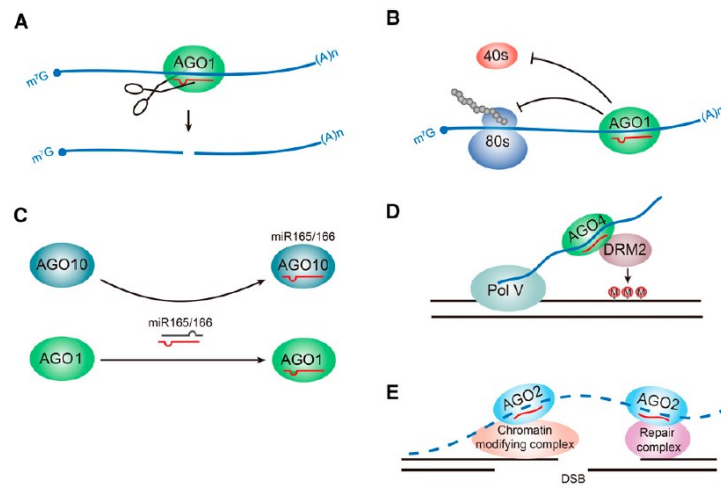 A
AGO1
m⁷G
(A)n
m⁷G
(A)n
B
40s
AGO1
(A)n
m⁷G
80s
C
miR165/166
AGO10
AGO10
miR165/166
AGO1
AGO1
D
AGO4
DRM2
Pol V
M M M
E
AGO2
AGO2
Chromatin
modifying complex
Repair
complex
DSB